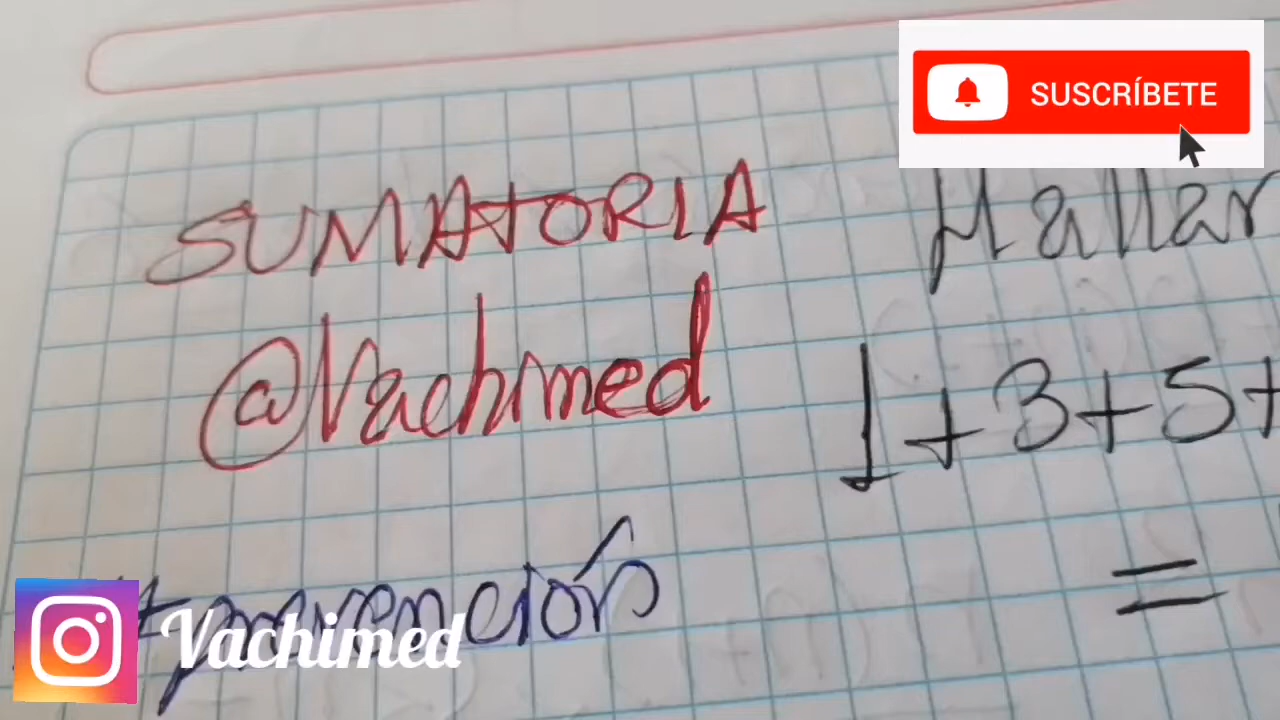 SUSCRÍBETE
SUMATORIA
@Vachimed
Hallar
1+3+5+
=
Vachimed